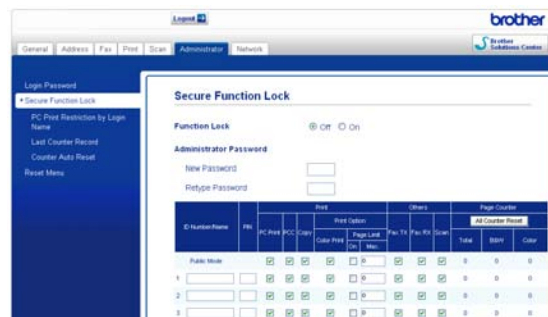 Logout
brother
General Address Fax Print Scan Administrator Network
Brother Solutions Center
Login Password
Secure Function Lock
PC Print Restriction by Login Name
Last Counter Record
Counter Auto Reset
Reset Menu
Secure Function Lock
Function Lock Off On
Administrator Password
New Password
Retype Password
Print Others Page Counter
Print Option All Counter Reset
ID Number/Name PIN PC Print PCC Copy Color Print Page Limit Fax TX Fax RX Scan
On Max. Total B&W Color
Public Mode 0 0 0 0
1 0 0 0 0
2 0 0 0 0
3 0 0 0 0